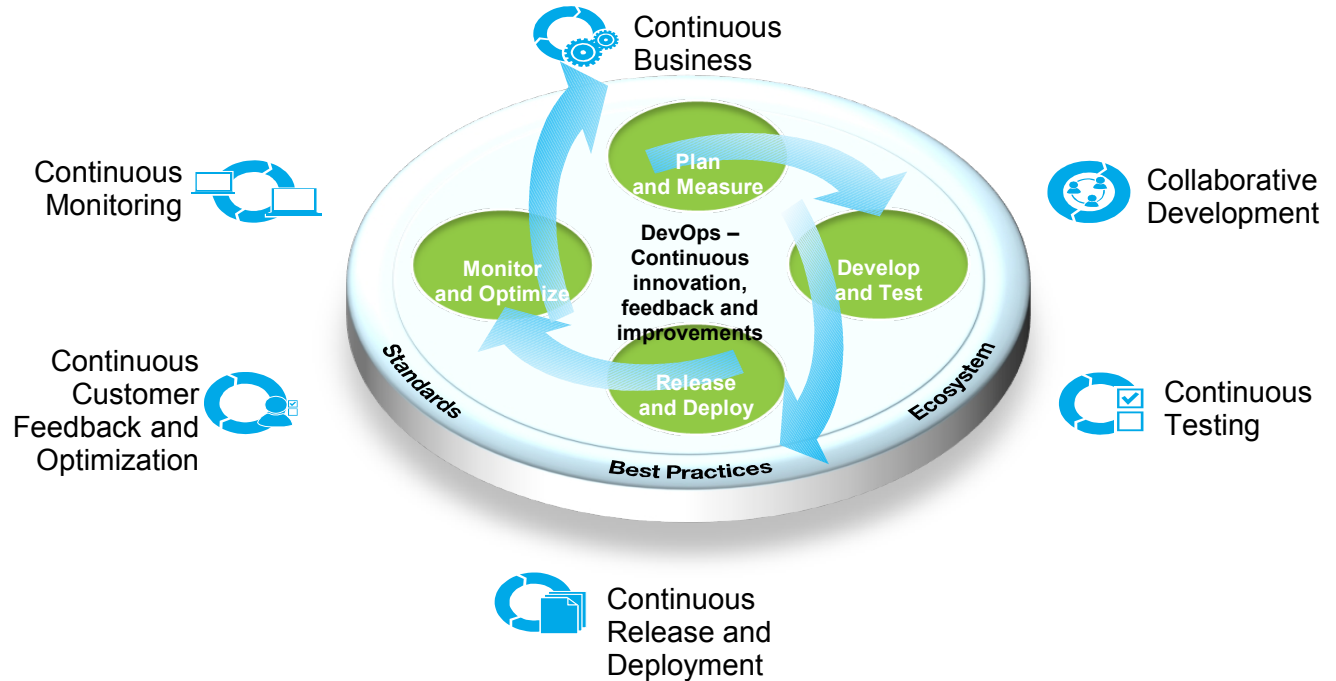 Continuous
Business
Continuous
Monitoring
Plan
and Measure
Collaborative
Development
DevOps –
Continuous
innovation,
feedback and
improvements
Monitor
and Optimize
Develop
and Test
Continuous
Customer
Feedback and
Optimization
Release
and Deploy
Continuous
Testing
Standards
Best Practices
Ecosystem
Continuous
Release and
Deployment